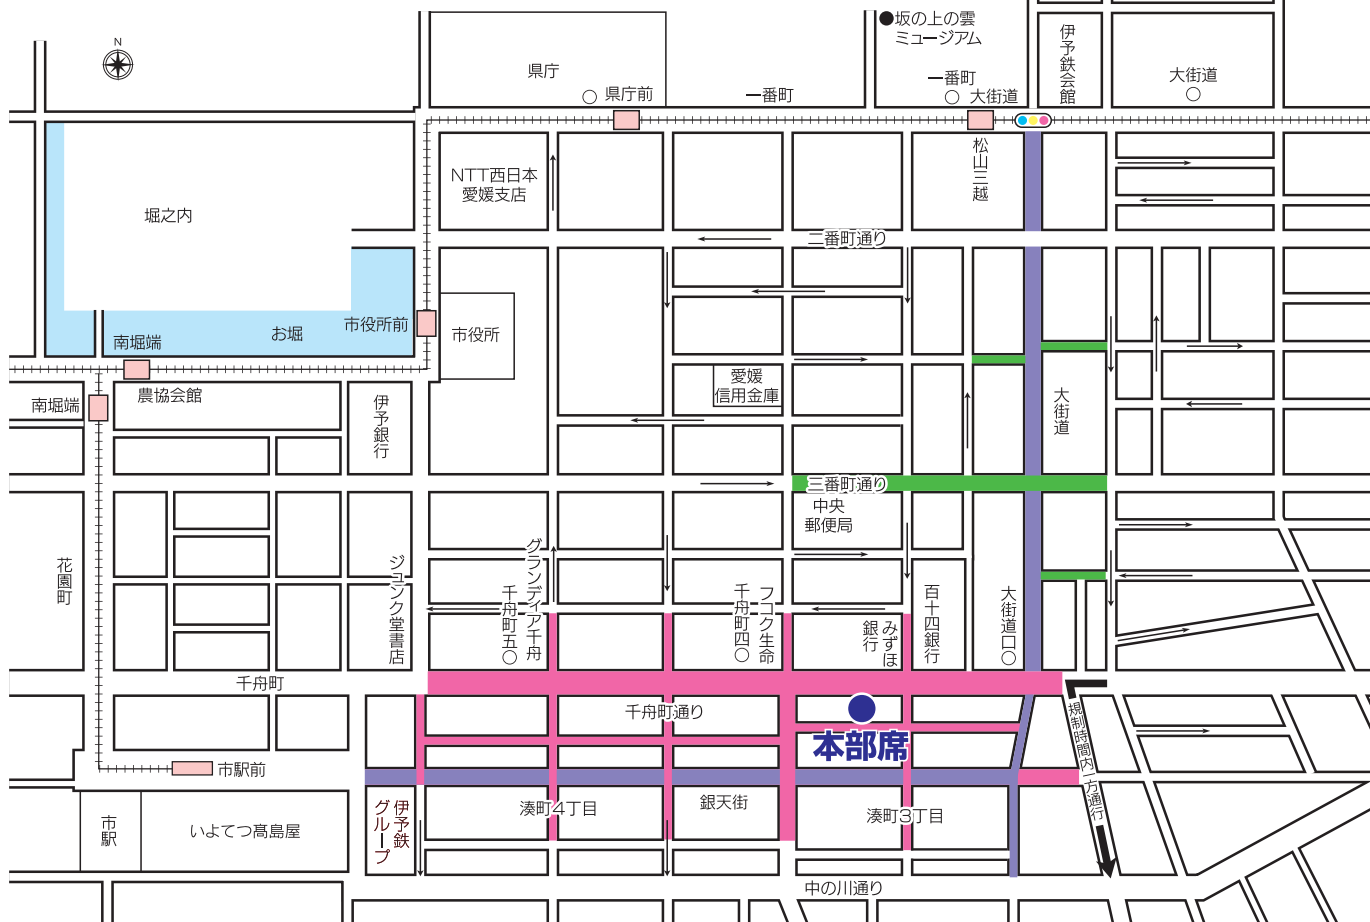 N
県庁
県庁前
一番町
●坂の上の雲
ミュージアム
一番町
大街道
伊予鉄会館
大街道
松山三越
NTT西日本
愛媛支店
堀之内
二番町通り
お堀
南堀端
市役所前
市役所
愛媛
信用金庫
南堀端
農協会館
伊予銀行
大街道
三番町通り
中央
郵便局
花園町
ジュンク堂書店
グランディア千舟
千舟町五〇
フコク生命
千舟町四〇
みずほ
銀行
百十四銀行
大街道口〇
千舟町
千舟町通り
本部席
規制時間内一方通行
市駅前
市駅
いよてつ髙島屋
伊予鉄
グループ
湊町4丁目
銀天街
湊町3丁目
中の川通り